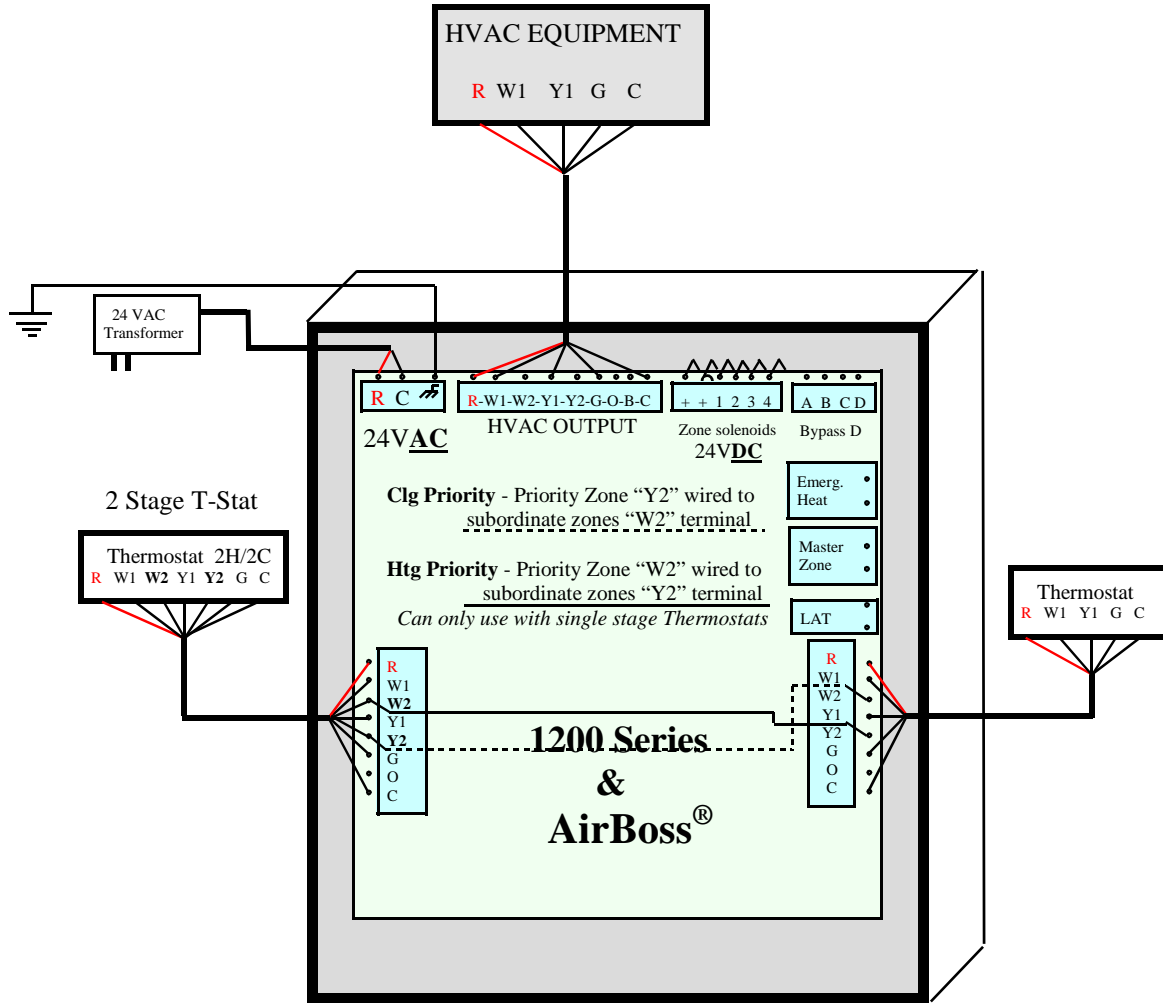 HVAC EQUIPMENT
R W1 Y1 G C
24 VAC
Transformer
R C
R-W1-W2-Y1-Y2-G-O-B-C
+ + 1 2 3 4
A B C D
24VAC
HVAC OUTPUT
Zone solenoids
24VDC
Bypass D
Clg Priority - Priority Zone “Y2” wired to
subordinate zones “W2” terminal
Emerg.
Heat
Htg Priority - Priority Zone “W2” wired to
subordinate zones “Y2” terminal
Can only use with single stage Thermostats
Master
Zone
LAT
2 Stage T-Stat
Thermostat 2H/2C
R W1 W2 Y1 Y2 G C
Thermostat
R W1 Y1 G C
R
W1
W2
Y1
Y2
G
O
C
R
W1
W2
Y1
Y2
G
O
C
1200 Series
&
AirBoss®